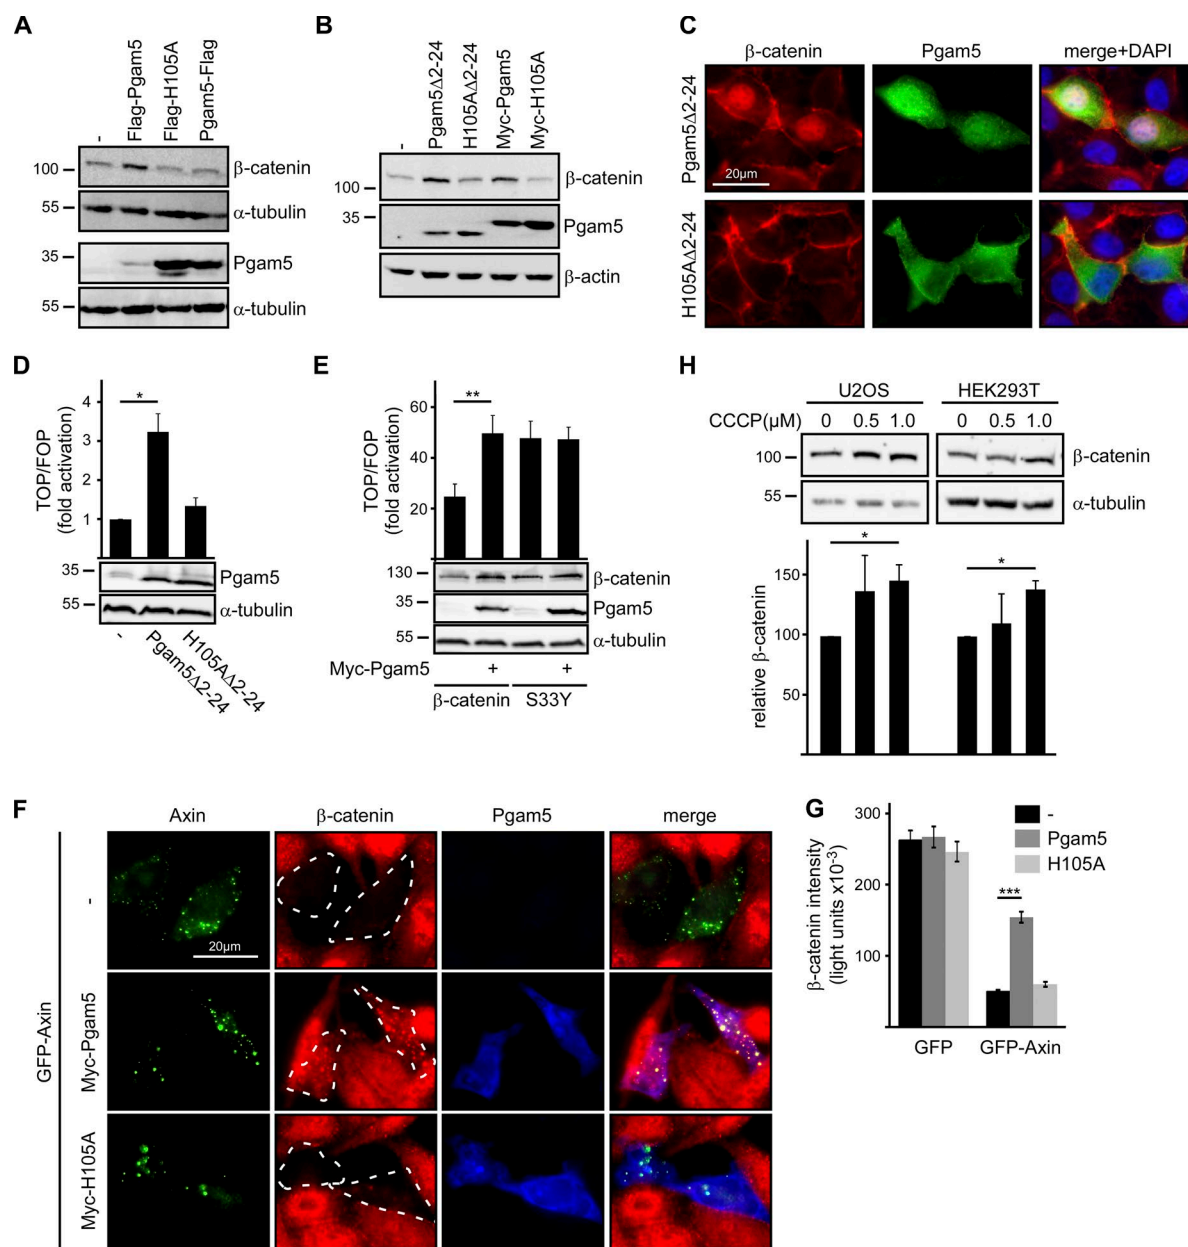 A
-
Flag-Pgam5
Flag-H105A
Pgam5-Flag
100
β-catenin
55
α-tubulin
35
Pgam5
55
α-tubulin
B
-
Pgam5Δ2-24
H105AΔ2-24
Myc-Pgam5
Myc-H105A
100
β-catenin
35
Pgam5
β-actin
C
β-catenin
Pgam5
merge+DAPI
Pgam5Δ2-24
20µm
H105AΔ2-24
D
TOP/FOP
(fold activation)
4
3
2
1
*
35
Pgam5
55
α-tubulin
-
Pgam5Δ2-24
H105AΔ2-24
E
TOP/FOP
(fold activation)
60
40
20
**
130
β-catenin
35
Pgam5
55
α-tubulin
Myc-Pgam5 + +
β-catenin S33Y
H
U2OS HEK293T
CCCP(µM) 0 0.5 1.0 0 0.5 1.0
100
β-catenin
55
α-tubulin
relative β-catenin
150
100
50
*
*
F
Axin
β-catenin
Pgam5
merge
GFP-Axin
-
20µm
Myc-Pgam5
Myc-H105A
G
β-catenin intensity
(light units x10⁻³)
300
200
100
-
Pgam5
H105A
***
GFP GFP-Axin